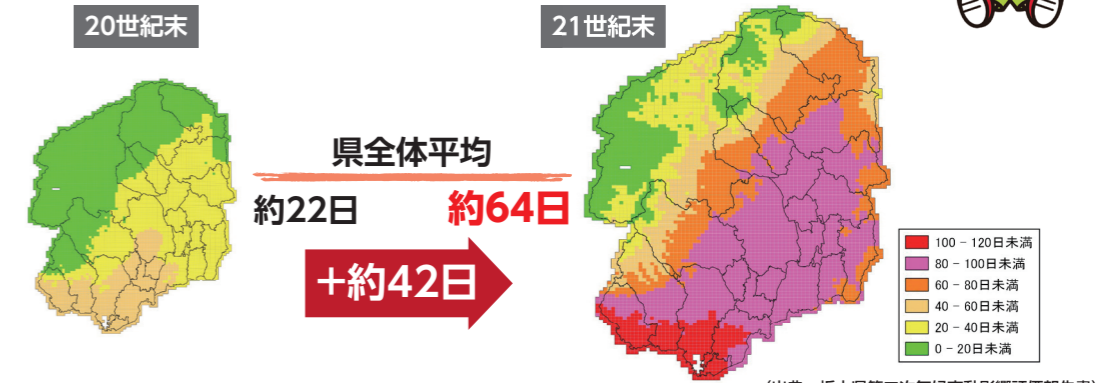 20世紀末
21世紀末
県全体平均
約22日
約64日
+約42日
100 - 120日未満
80 - 100日未満
60 - 80日未満
40 - 60日未満
20 - 40日未満
0 - 20日未満